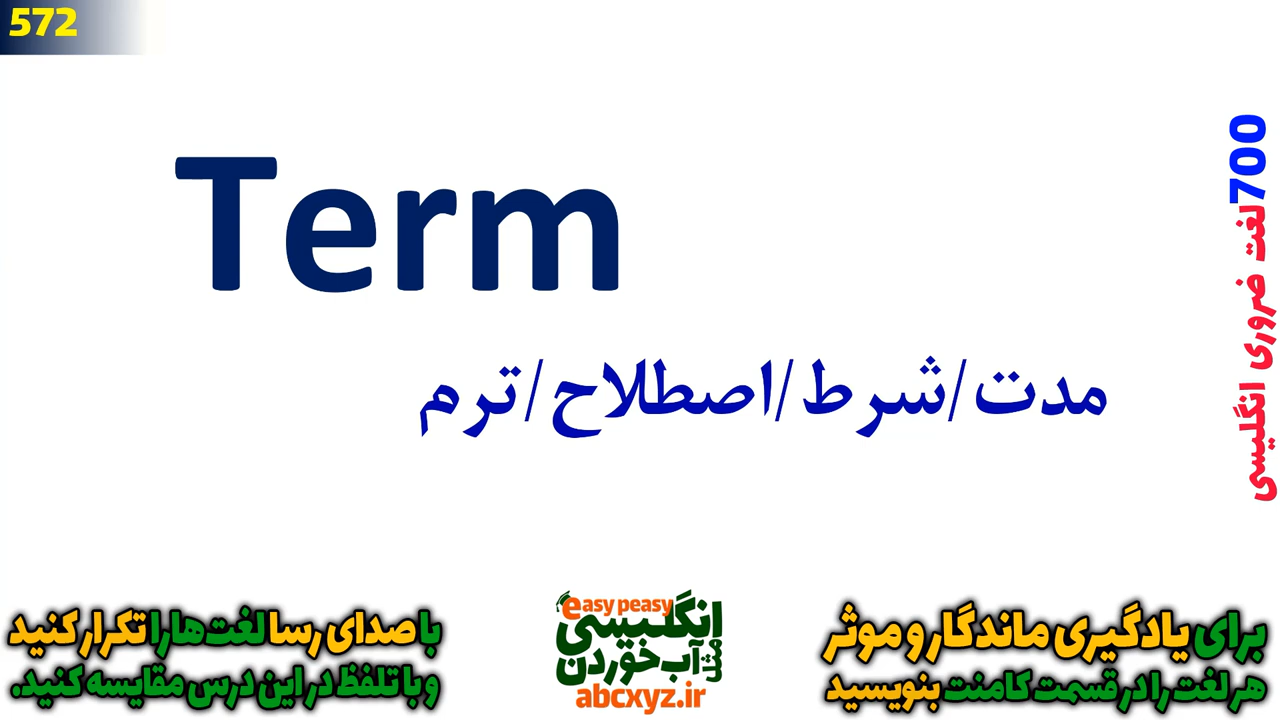 572
Term
مدت/شرط/اصطلاح/ترم
700 لغت ضروری انگلیسی
برای یادگیری ماندگار و موثر
هر لغت را در قسمت کامنت بنویسید
easy peasy
انگلیسی
مثل آب خوردن
abcxyz.ir
با صدای رسا لغت‌ها را تکرار کنید
و با تلفظ در این درس مقایسه کنید.